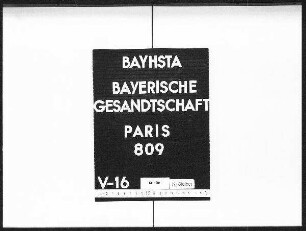 BAYHSTA
BAYERISCHE
GESANDTSCHAFT
PARIS
809
V-16